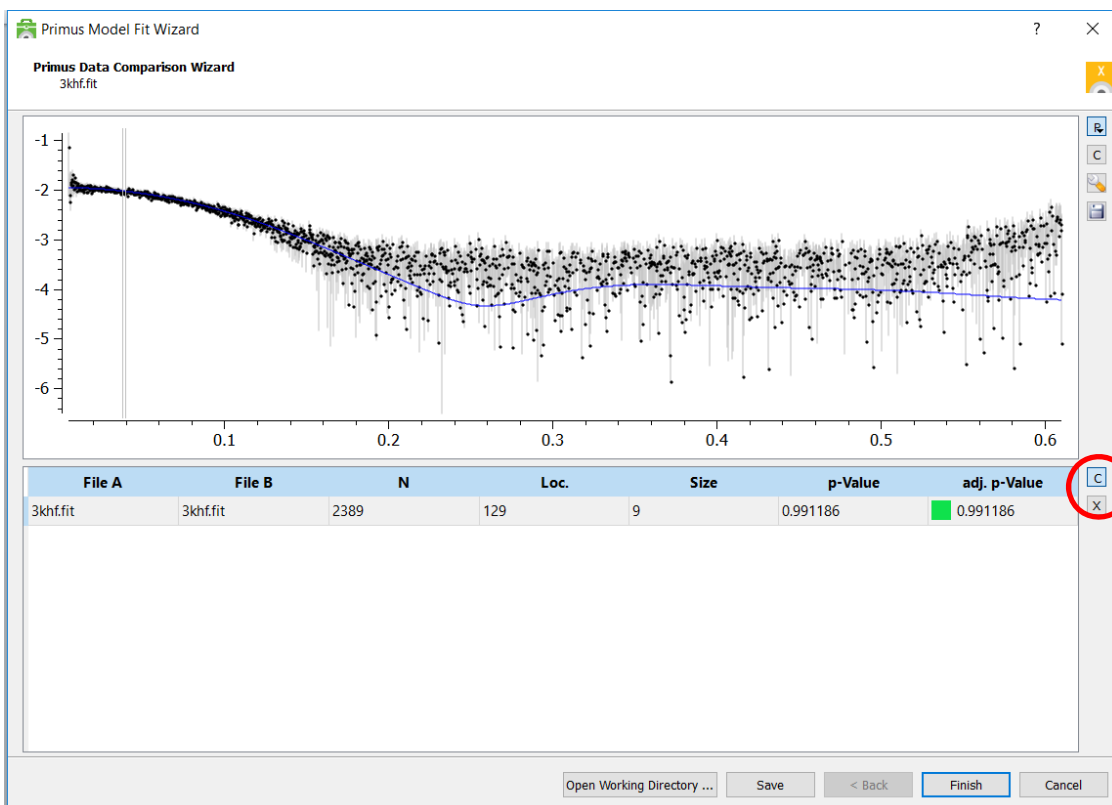 Primus Model Fit Wizard ?
Primus Data Comparison Wizard
3khf.fit
X
P
C
-1
-2
-3
-4
-5
-6
0.1 0.2 0.3 0.4 0.5 0.6
File A File B N Loc. Size p-Value adj. p-Value
3khf.fit 3khf.fit 2389 129 9 0.991186 0.991186
C
X
Open Working Directory ... Save < Back Finish Cancel